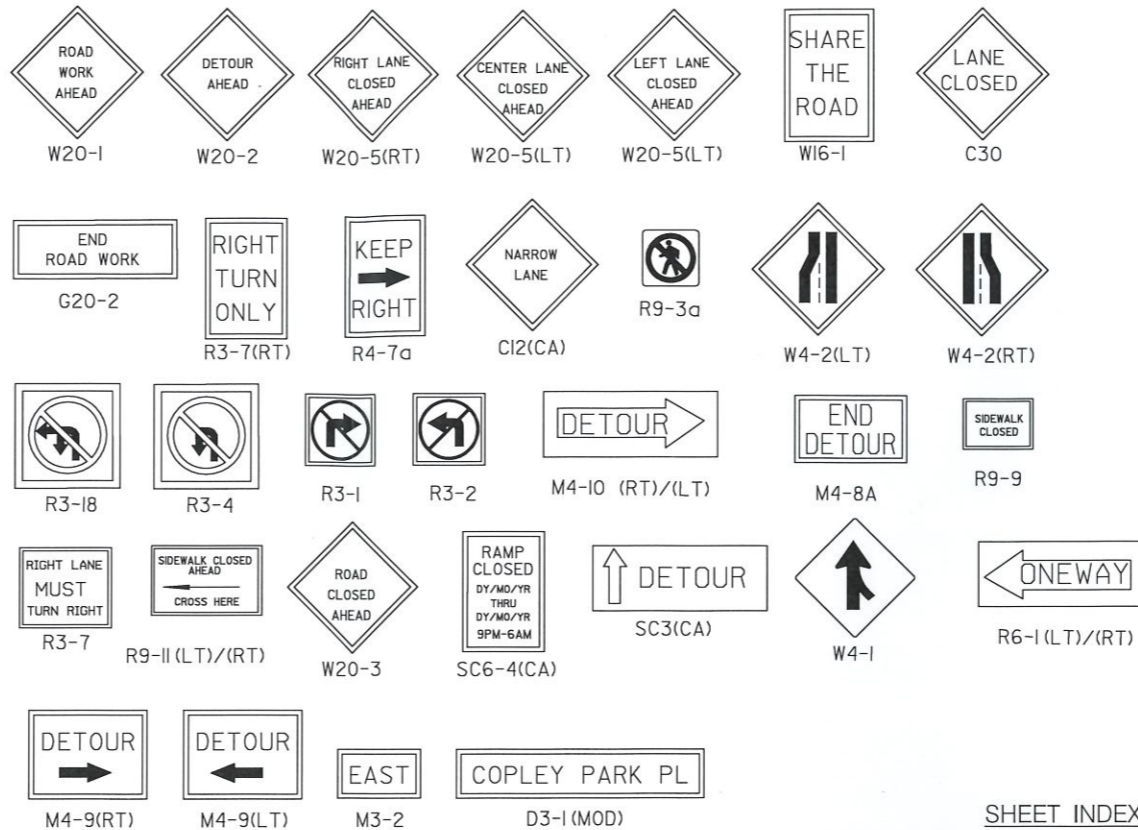 ROAD
WORK
AHEAD
W20-1
DETOUR
AHEAD
W20-2
RIGHT LANE
CLOSED
AHEAD
W20-5(RT)
CENTER LANE
CLOSED
AHEAD
W20-5(LT)
LEFT LANE
CLOSED
AHEAD
W20-5(LT)
SHARE
THE
ROAD
W16-1
LANE
CLOSED
C30
END
ROAD WORK
G20-2
RIGHT
TURN
ONLY
R3-7(RT)
KEEP
RIGHT
R4-7a
NARROW
LANE
C12(CA)
R9-3a
W4-2(LT)
W4-2(RT)
R3-18
R3-4
R3-1
R3-2
DETOUR
M4-10 (RT)/(LT)
END
DETOUR
M4-8A
SIDEWALK
CLOSED
R9-9
RIGHT LANE
MUST
TURN RIGHT
R3-7
SIDEWALK CLOSED
AHEAD
CROSS HERE
R9-11(LT)/(RT)
ROAD
CLOSED
AHEAD
W20-3
RAMP
CLOSED
DY/MO/YR
THRU
DY/MO/YR
9PM-6AM
SC6-4(CA)
DETOUR
SC3(CA)
W4-1
ONEWAY
R6-1(LT)/(RT)
DETOUR
M4-9(RT)
DETOUR
M4-9(LT)
EAST
M3-2
COPLEY PARK PL
D3-1(MOD)
SHEET INDEX